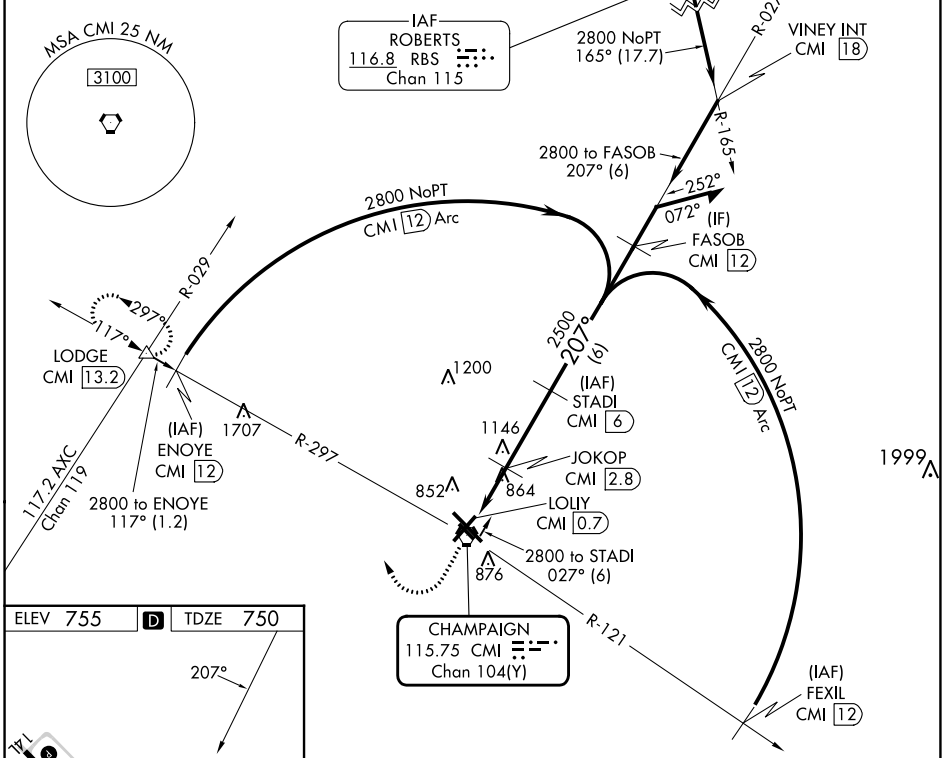 MSA CMI 25 NM
3100
IAF
ROBERTS
116.8 RBS
Chan 115
2800 NoPT
165° (17.7)
R-027
VINEY INT
CMI 18
R-165
2800 to FASOB
207° (6)
252°
072°
(IF)
FASOB
CMI 12
2800 NoPT
CMI 12 Arc
R-029
297°
117°
LODGE
CMI 13.2
(IAF)
ENOYE
CMI 12
1707
1200
R-297
2500
207°
(6)
(IAF)
STADI
CMI 6
2800 NoPT
CMI 12 Arc
1146
JOKOP
CMI 2.8
1999
852
864
LOLIY
CMI 0.7
117.2 AXC
Chan 119
2800 to ENOYE
117° (1.2)
2800 to STADI
027° (6)
876
R-121
CHAMPAIGN
115.75 CMI
Chan 104(Y)
(IAF)
FEXIL
CMI 12
ELEV 755
D
TDZE 750
207°
14L
P